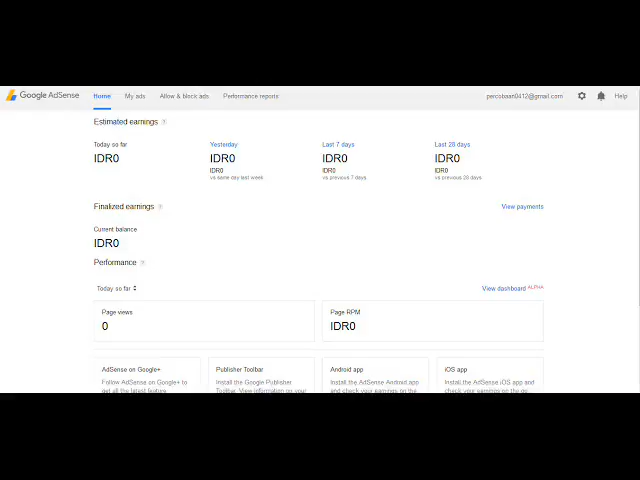 Google AdSense Home My ads Allow & block ads Performance reports percobaan0412@gmail.com Help
Estimated earnings ?
Today so far Yesterday Last 7 days Last 28 days
IDR0 IDR0 IDR0 IDR0
IDR0 IDR0 IDR0
vs same day last week vs previous 7 days vs previous 28 days
Finalized earnings ? View payments
Current balance
IDR0
Performance ?
Today so far View dashboard ALPHA
Page views Page RPM
0 IDR0
AdSense on Google+ Publisher Toolbar Android app iOS app
Follow AdSense on Google+ to Install the Google Publisher Install the AdSense Android app Install the AdSense iOS app and
get all the latest feature Toolbar. View information on your and check your earnings on the check your earnings on the go